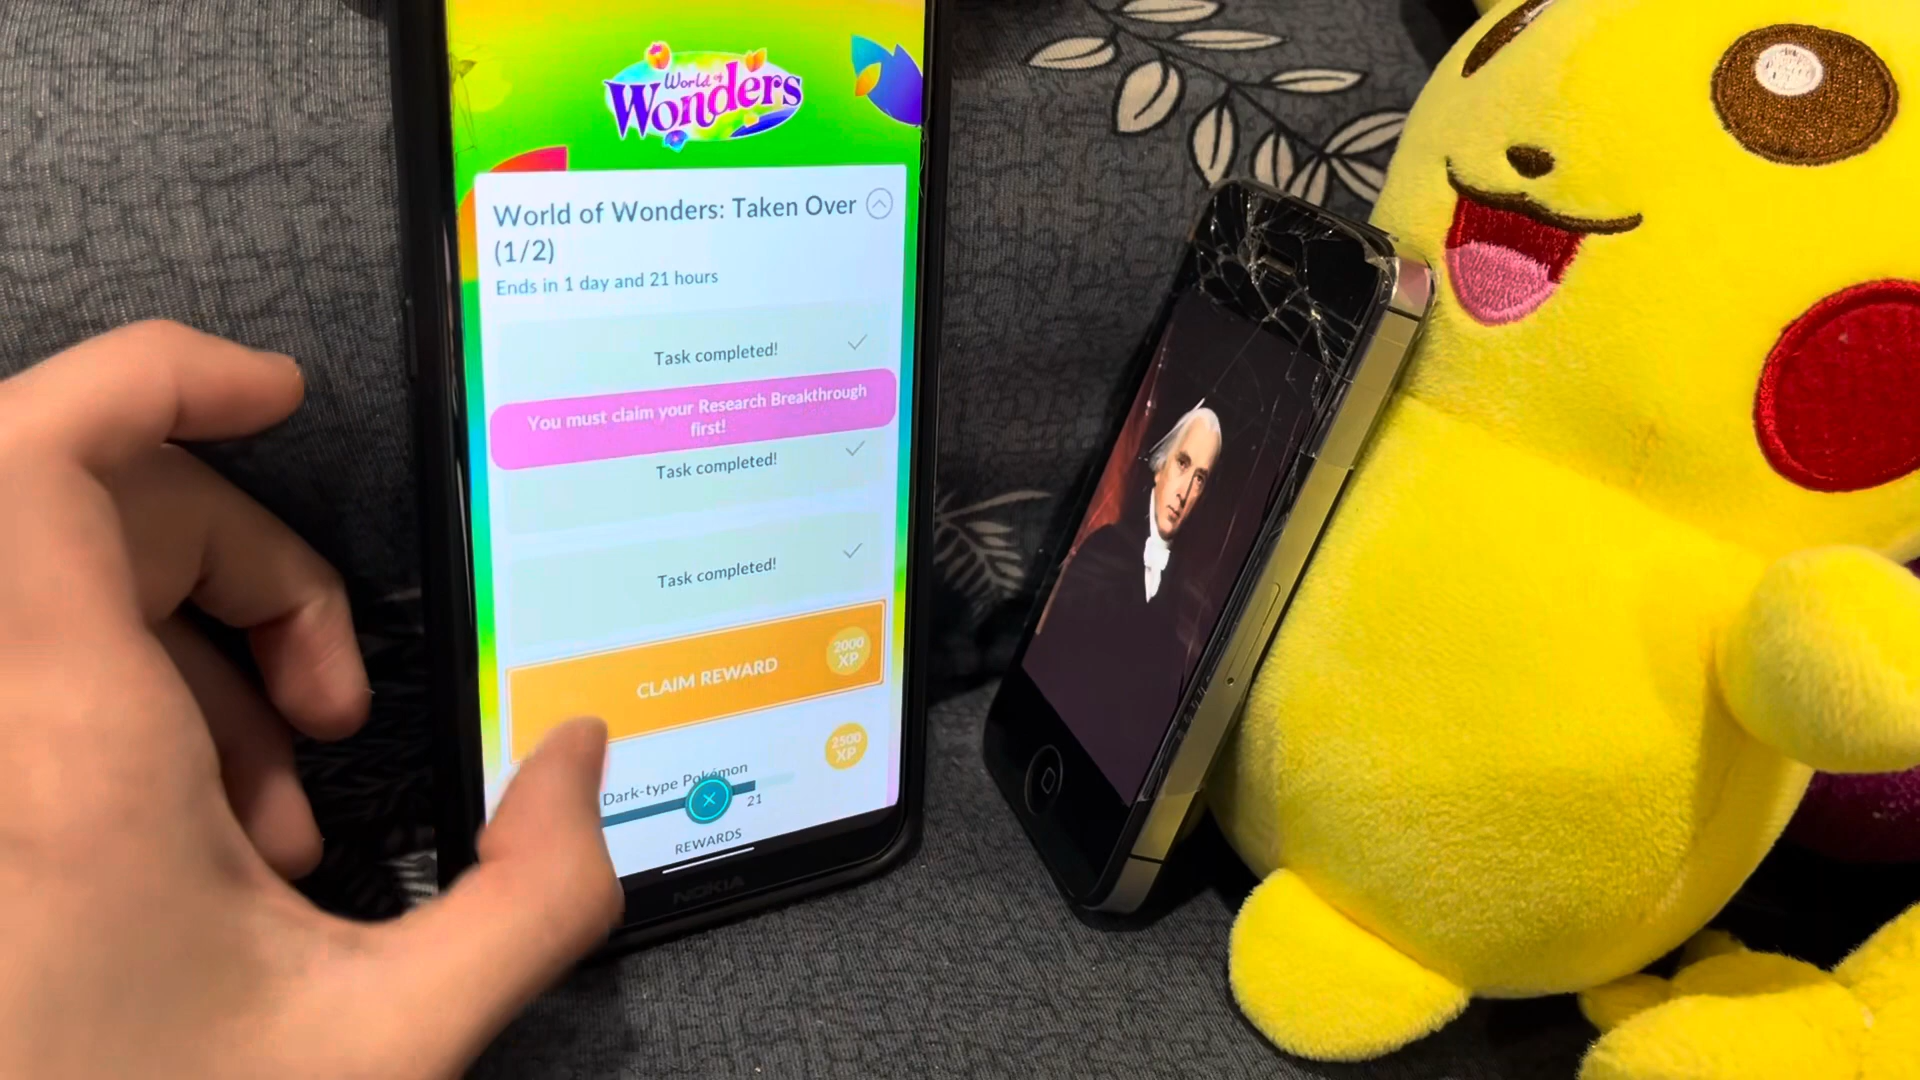 World of
Wonders
World of Wonders: Taken Over
(1/2)
Ends in 1 day and 21 hours
Task completed!
You must claim your Research Breakthrough
first!
Task completed!
Task completed!
CLAIM REWARD
2000
XP
2500
XP
Dark-type Pokémon
21
REWARDS
NOKIA